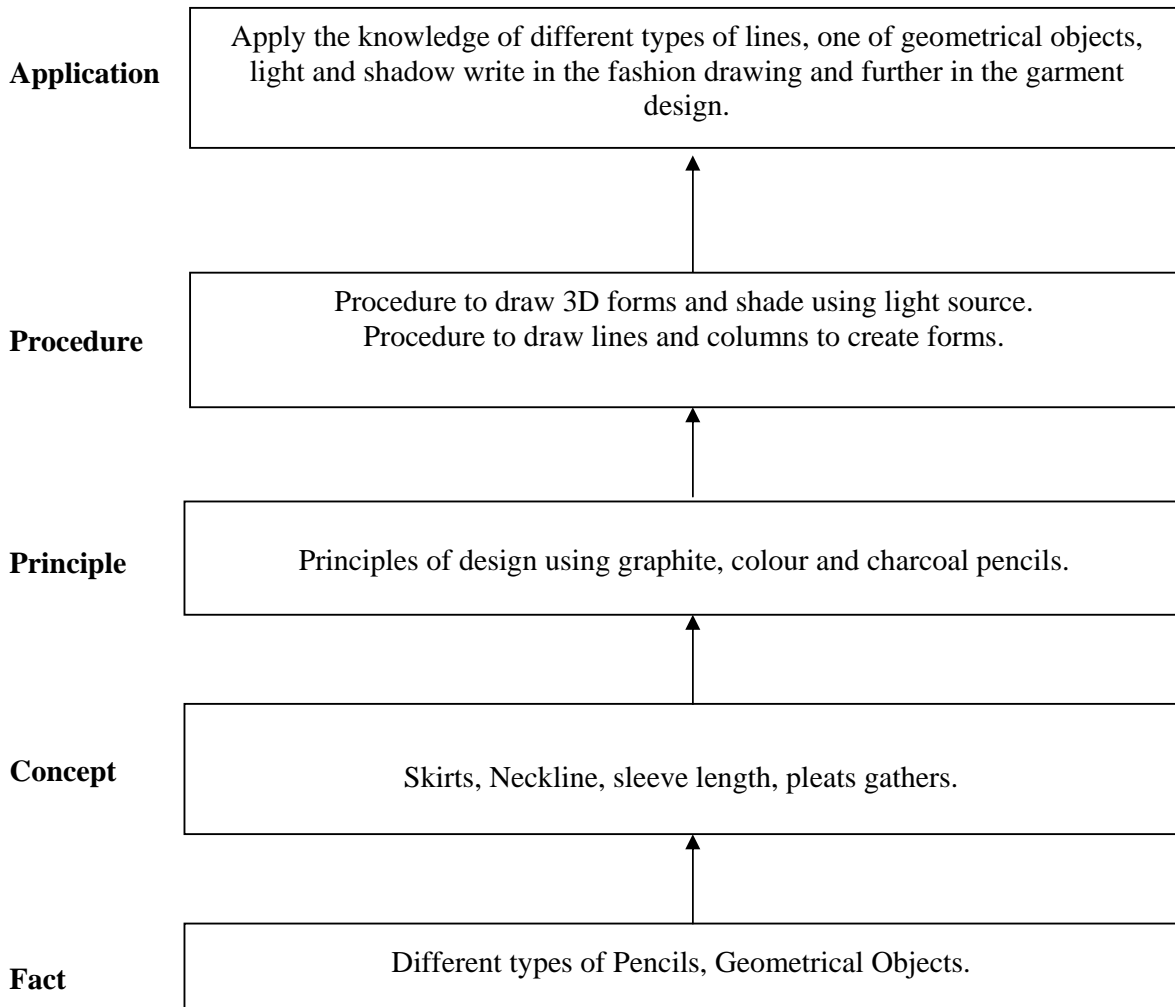 Apply the knowledge of different types of lines, one of geometrical objects,
Application
light and shadow write in the fashion drawing and further in the garment
design.
Procedure to draw 3D forms and shade using light source.
Procedure
Procedure to draw lines and columns to create forms.
Principle
Principles of design using graphite, colour and charcoal pencils.
Concept
Skirts, Neckline, sleeve length, pleats gathers.
Fact
Different types of Pencils, Geometrical Objects.